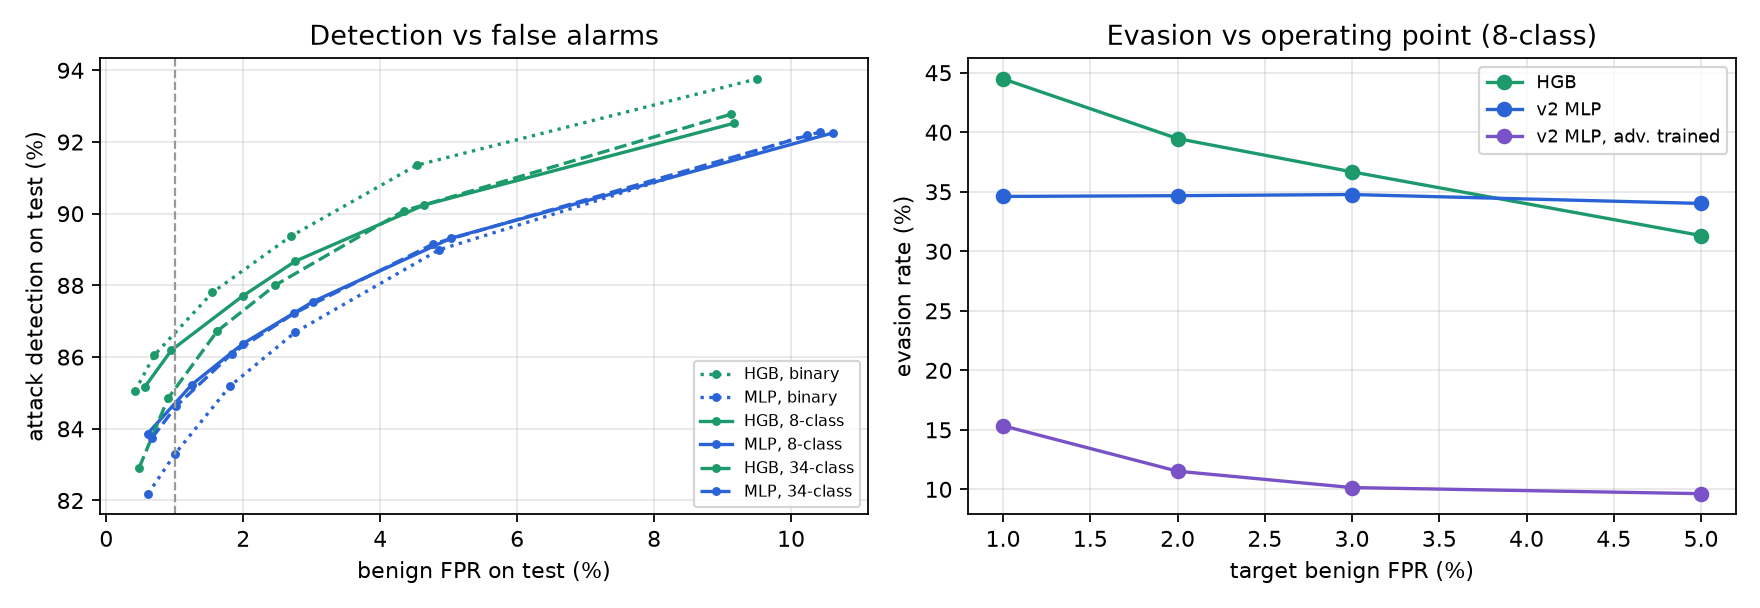 Detection vs false alarms
94
92
90
88
86
84
82
attack detection on test (%)
0 2 4 6 8 10
benign FPR on test (%)
HGB, binary
MLP, binary
HGB, 8-class
MLP, 8-class
HGB, 34-class
MLP, 34-class
Evasion vs operating point (8-class)
45
40
35
30
25
20
15
10
evasion rate (%)
1.0 1.5 2.0 2.5 3.0 3.5 4.0 4.5 5.0
target benign FPR (%)
HGB
v2 MLP
v2 MLP, adv. trained